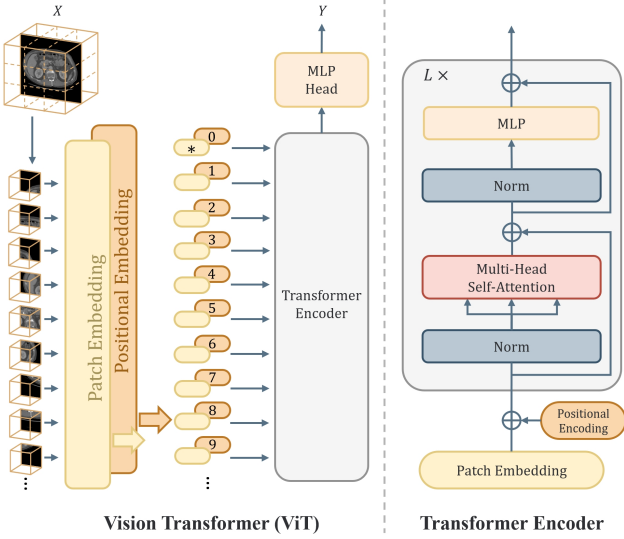 X
Y
MLP
Head
Patch Embedding
Positional Embedding
0
*
1
2
3
4
5
6
7
8
9
Transformer
Encoder
Vision Transformer (ViT)
L ×
MLP
Norm
Multi-Head
Self-Attention
Norm
Positional
Encoding
Patch Embedding
Transformer Encoder